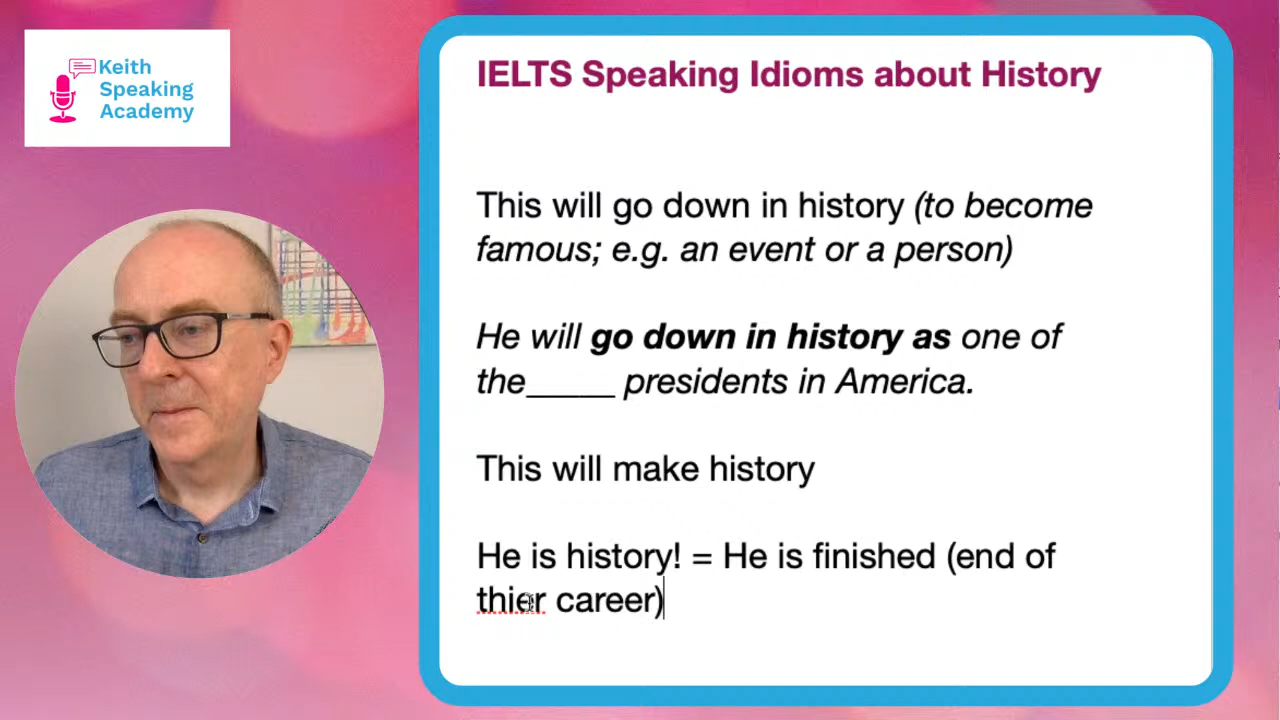 Keith
Speaking
Academy
IELTS Speaking Idioms about History
This will go down in history (to become
famous; e.g. an event or a person)
He will go down in history as one of
the_____ presidents in America.
This will make history
He is history! = He is finished (end of
thier career)